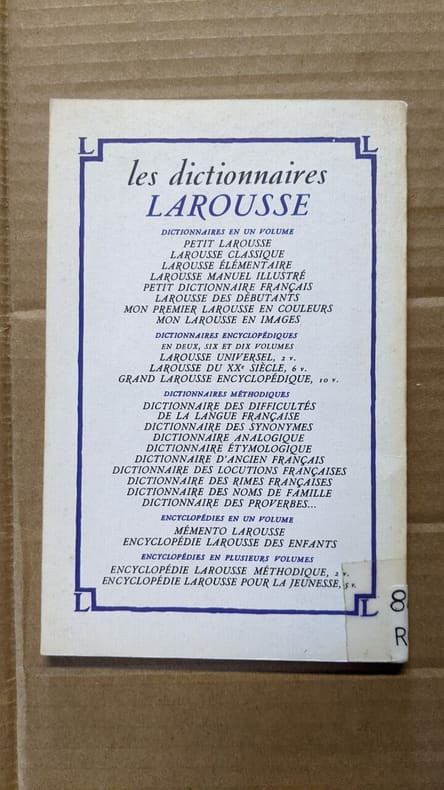 L L
les dictionnaires
LAROUSSE
DICTIONNAIRES EN UN VOLUME
PETIT LAROUSSE
LAROUSSE CLASSIQUE
LAROUSSE ÉLÉMENTAIRE
LAROUSSE MANUEL ILLUSTRÉ
PETIT DICTIONNAIRE FRANÇAIS
LAROUSSE DES DÉBUTANTS
MON PREMIER LAROUSSE EN COULEURS
MON LAROUSSE EN IMAGES
DICTIONNAIRES ENCYCLOPÉDIQUES
EN DEUX, SIX ET DIX VOLUMES
LAROUSSE UNIVERSEL, 2 v.
LAROUSSE DU XXe SIÈCLE, 6 v.
GRAND LAROUSSE ENCYCLOPÉDIQUE, 10 v.
DICTIONNAIRES MÉTHODIQUES
DICTIONNAIRE DES DIFFICULTÉS
DE LA LANGUE FRANÇAISE
DICTIONNAIRE DES SYNONYMES
DICTIONNAIRE ANALOGIQUE
DICTIONNAIRE ÉTYMOLOGIQUE
DICTIONNAIRE D'ANCIEN FRANÇAIS
DICTIONNAIRE DES LOCUTIONS FRANÇAISES
DICTIONNAIRE DES RIMES FRANÇAISES
DICTIONNAIRE DES NOMS DE FAMILLE
DICTIONNAIRE DES PROVERBES...
ENCYCLOPÉDIES EN UN VOLUME
MÉMENTO LAROUSSE
ENCYCLOPÉDIE LAROUSSE DES ENFANTS
ENCYCLOPÉDIES EN PLUSIEURS VOLUMES
ENCYCLOPÉDIE LAROUSSE MÉTHODIQUE, 2 v.
ENCYCLOPÉDIE LAROUSSE POUR LA JEUNESSE, 5 v.
L L
R